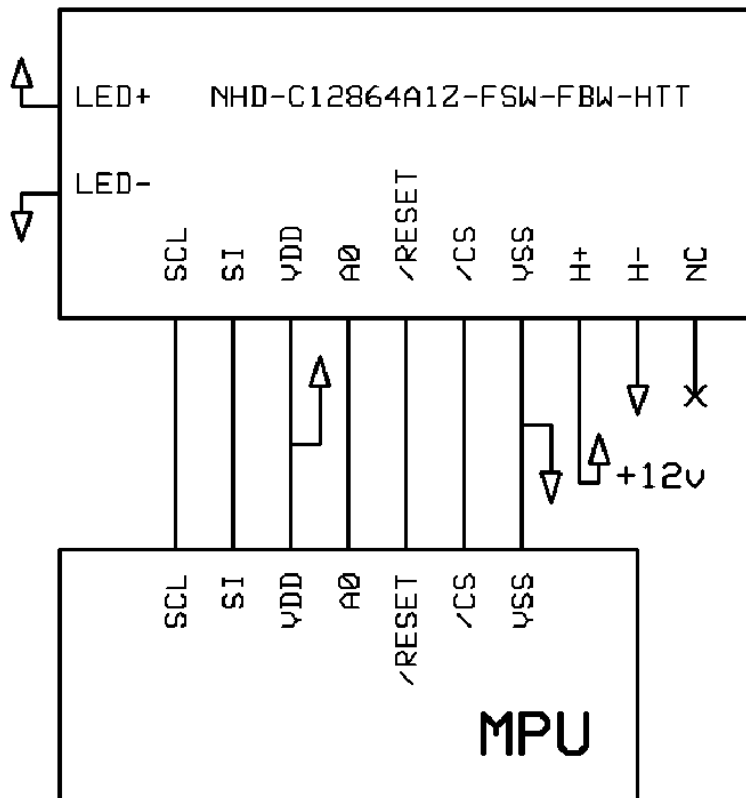 LED+ NHD-C12864A1Z-FSW-FBW-HTT
LED-
SCL
SI
VDD
A0
/RESET
/CS
VSS
H+
H-
NC
+12v
SCL
SI
VDD
A0
/RESET
/CS
VSS
MPU